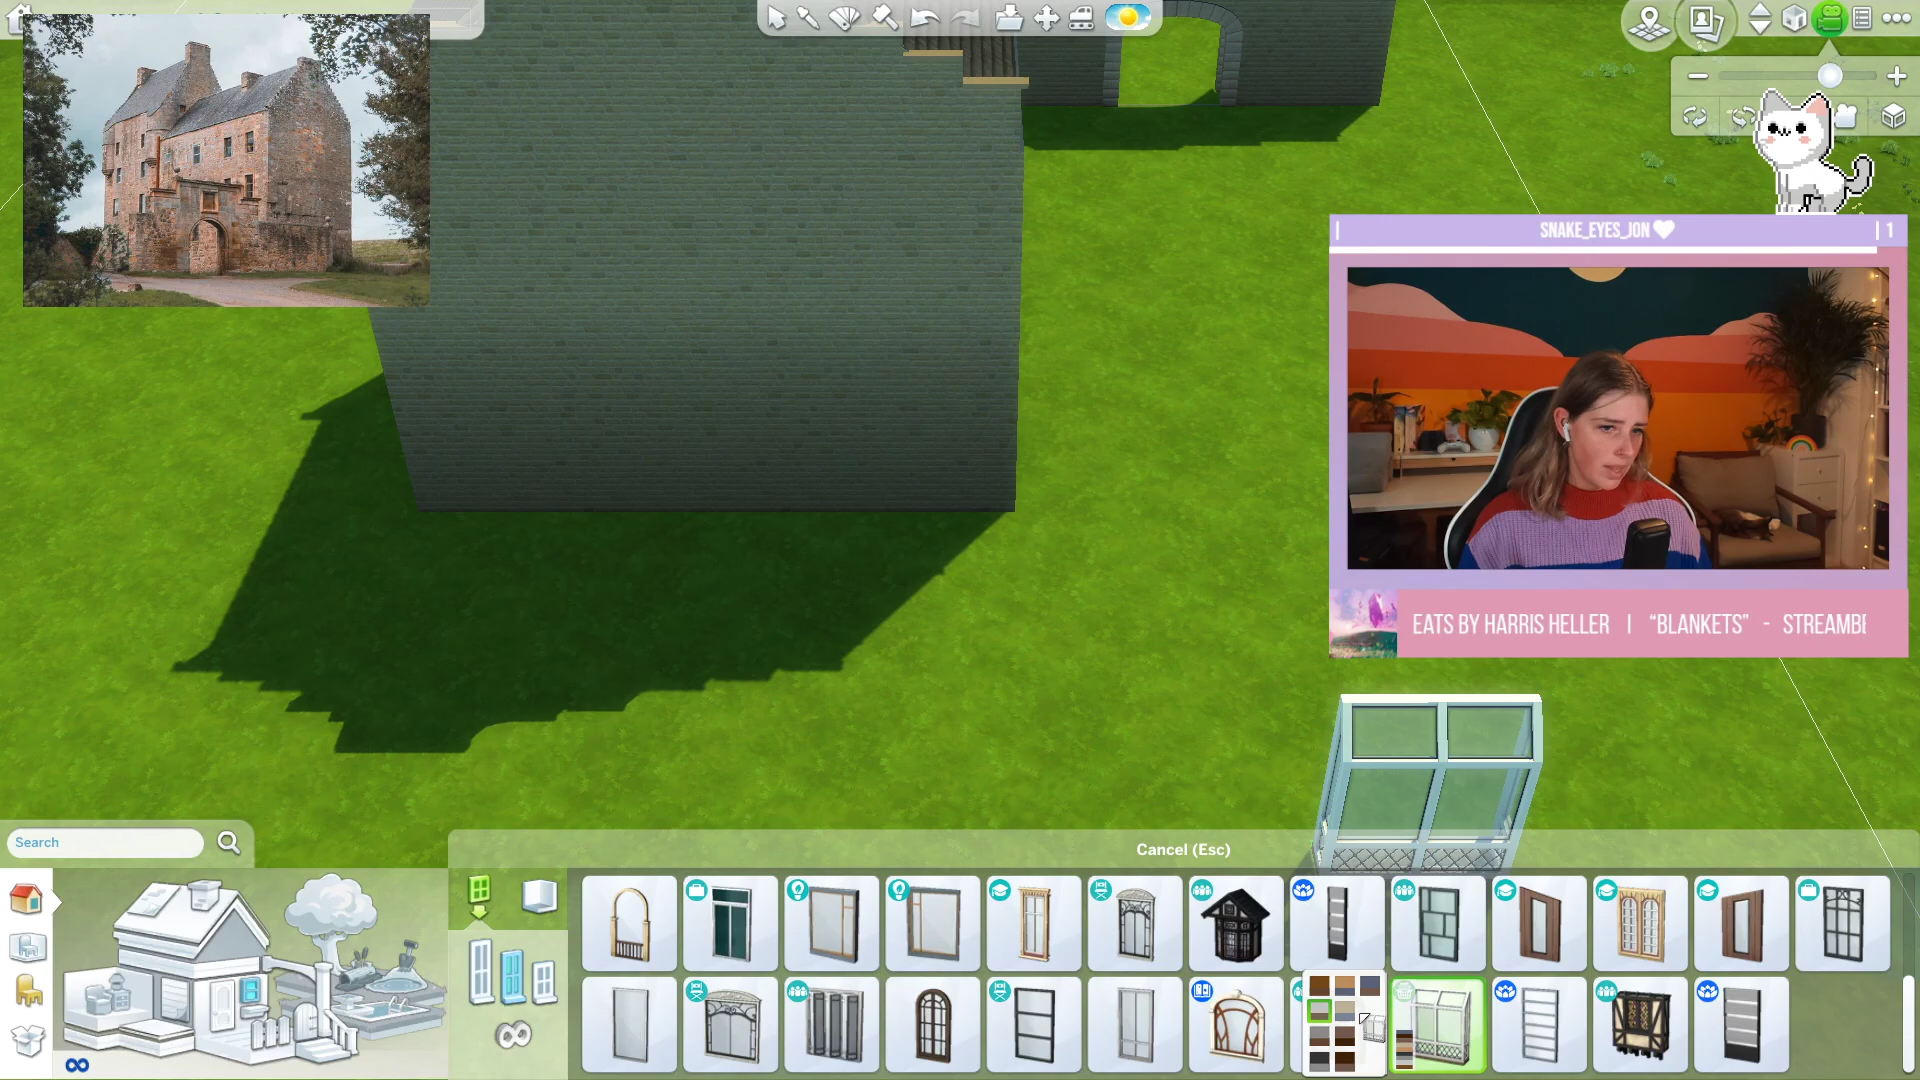 SNAKE_EYES_JON
1
EATS BY HARRIS HELLER | "BLANKETS" - STREAMBE
Search
Cancel (Esc)